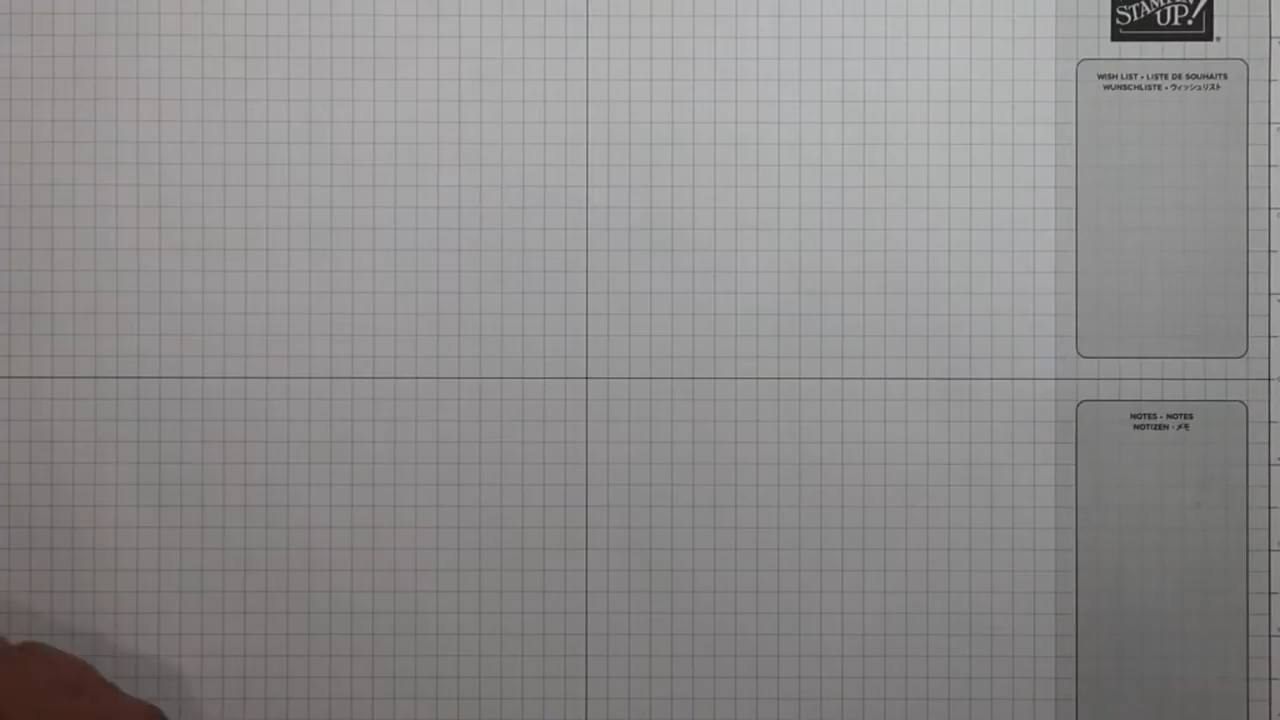 STAMPIN'
UP!®
WISH LIST • LISTE DE SOUHAITS
WUNSCHLISTE • ウィッシュリスト
NOTES - NOTES
NOTIZEN - メモ